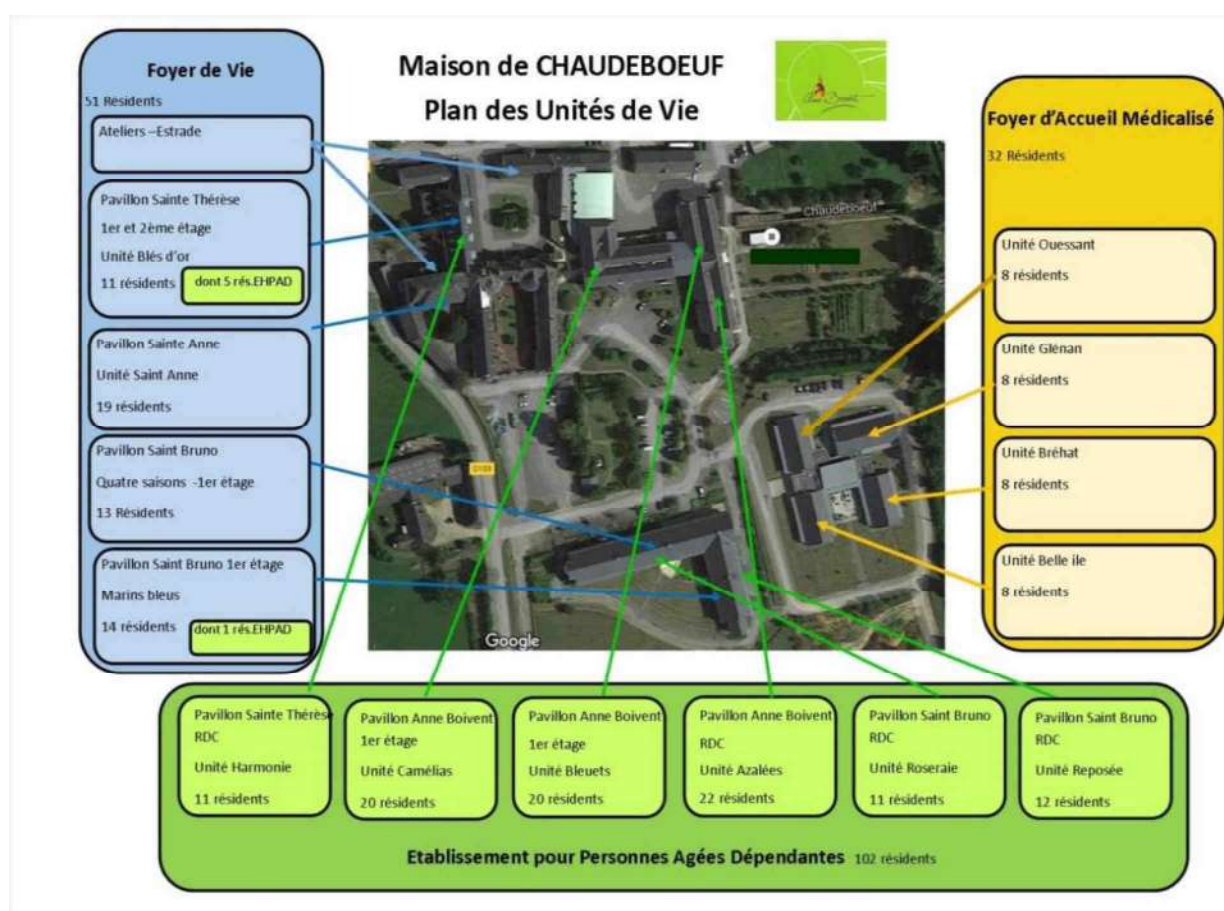 Maison de CHAUDEBOEUF
Plan des Unités de Vie
Foyer de Vie
51 Résidents
Ateliers –Estrade
Pavillon Sainte Thérèse
1er et 2ème étage
Unité Blés d'or
11 résidents
dont 5 rés.EHPAD
Pavillon Sainte Anne
Unité Saint Anne
19 résidents
Pavillon Saint Bruno
Quatre saisons -1er étage
13 Résidents
Pavillon Saint Bruno 1er étage
Marins bleus
14 résidents
dont 1 rés.EHPAD
Chaudeboeuf
Google
Foyer d'Accueil Médicalisé
32 Résidents
Unité Ouessant
8 résidents
Unité Glénan
8 résidents
Unité Bréhat
8 résidents
Unité Belle ile
8 résidents
Pavillon Sainte Thérèse
RDC
Unité Harmonie
11 résidents
Pavillon Anne Boivent
1er étage
Unité Camélias
20 résidents
Pavillon Anne Boivent
1er étage
Unité Bleuets
20 résidents
Pavillon Anne Boivent
RDC
Unité Azalées
22 résidents
Pavillon Saint Bruno
RDC
Unité Roseraie
11 résidents
Pavillon Saint Bruno
RDC
Unité Reposée
12 résidents
Etablissement pour Personnes Agées Dépendantes 102 résidents